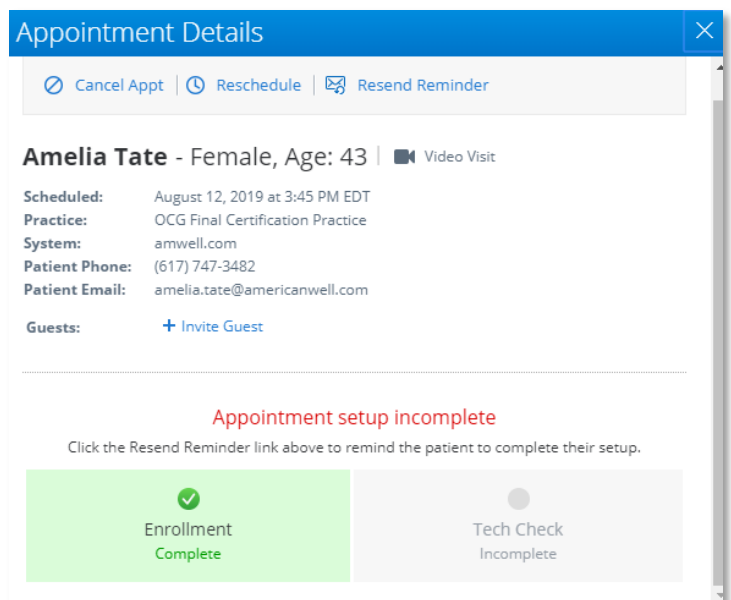 Appointment Details
Cancel Appt | Reschedule | Resend Reminder
Amelia Tate - Female, Age: 43 | Video Visit
Scheduled: August 12, 2019 at 3:45 PM EDT
Practice: OCG Final Certification Practice
System: amwell.com
Patient Phone: (617) 747-3482
Patient Email: amelia.tate@americanwell.com
Guests: + Invite Guest
Appointment setup incomplete
Click the Resend Reminder link above to remind the patient to complete their setup.
Enrollment
Complete
Tech Check
Incomplete